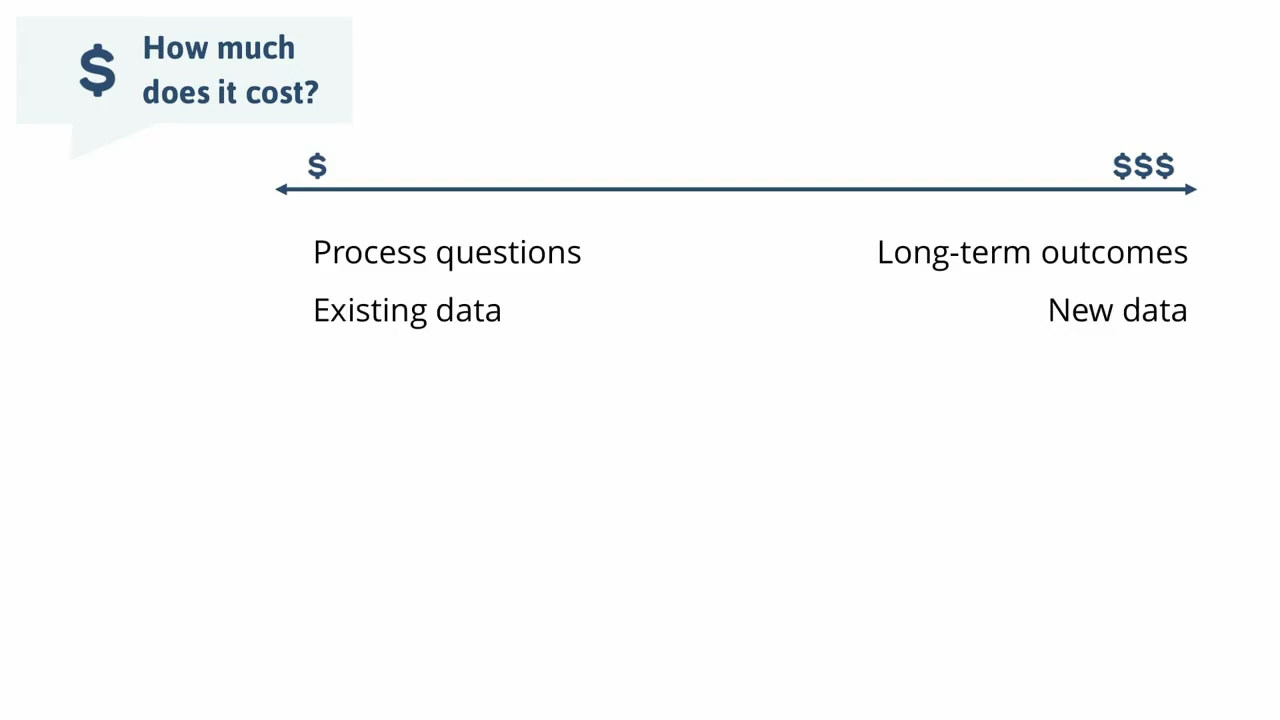 $
How much
does it cost?
$ $$$
Process questions Long-term outcomes
Existing data New data